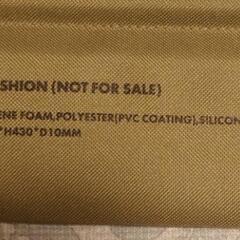 SHION (NOT FOR SALE)
ENE FOAM,POLYESTER(PVC COATING),SILICON
*H430*D10MM